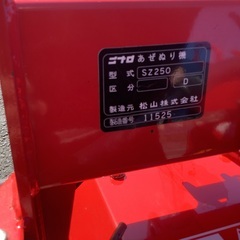 ニプロ あぜぬり機
型式 SZ250
区分 D
製造元 松山株式会社
製造番号 11525